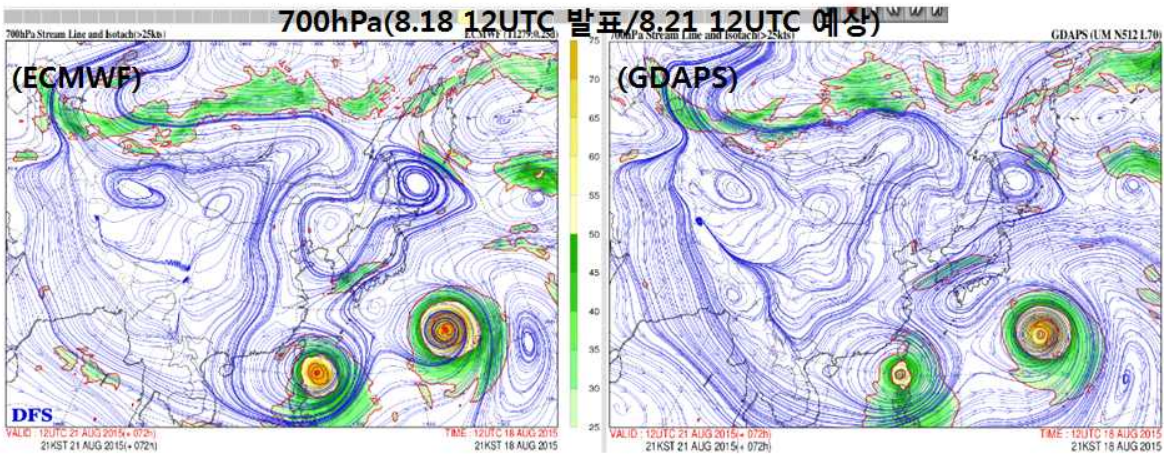 700hPa(8.18 12UTC 발표/8.21 12UTC 예상)
700hPa Stream Line and Isotach(>25kts) ECMWF (T1279:0.25d)
(ECMWF)
75
70
65
60
55
50
45
40
35
30
25
DFS
VALID : 12UTC 21 AUG 2015(+ 072h) TIME : 12UTC 18 AUG 2015
21KST 21 AUG 2015(+ 072h) 21KST 18 AUG 2015
700hPa Stream Line and Isotach(>25kts) GDAPS (UM N512 L70)
(GDAPS)
VALID : 12UTC 21 AUG 2015(+ 072h) TIME : 12UTC 18 AUG 2015
21KST 21 AUG 2015(+ 072h) 21KST 18 AUG 2015